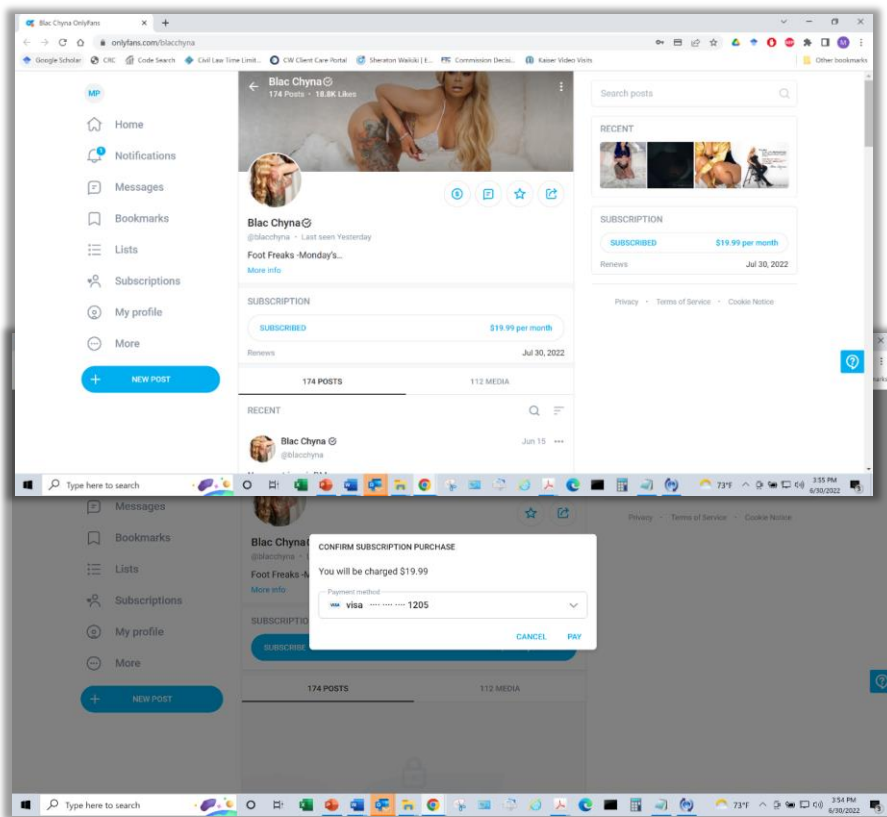 Blac Chyna OnlyFans
onlyfans.com/blacchyna
Google Scholar CRC Code Search Civil Law Time Limit... CW Client Care Portal Sheraton Waikiki | E... Commission Decisi... Kaiser Video Visits Other bookmarks
MP
Home
Notifications
1
Messages
Bookmarks
Lists
Subscriptions
My profile
More
NEW POST
Blac Chyna
174 Posts · 18.8K Likes
Blac Chyna
@blacchyna · Last seen Yesterday
Foot Freaks -Monday's...
More info
SUBSCRIPTION
SUBSCRIBED $19.99 per month
Renews Jul 30, 2022
174 POSTS 112 MEDIA
RECENT
Blac Chyna Jun 15
@blacchyna
Search posts
RECENT
SUBSCRIPTION
SUBSCRIBED $19.99 per month
Renews Jul 30, 2022
Privacy · Terms of Service · Cookie Notice
Type here to search 73°F 3:55 PM
6/30/2022
Messages
Bookmarks
Lists
Subscriptions
My profile
More
NEW POST
Blac Chyna
@blacchyna
Foot Freaks -M
More info
SUBSCRIPTIO
SUBSCRIBE
CONFIRM SUBSCRIPTION PURCHASE
You will be charged $19.99
Payment method
VISA visa ···· ···· ···· 1205
CANCEL PAY
174 POSTS 112 MEDIA
Privacy · Terms of Service · Cookie Notice
Type here to search 73°F 3:54 PM
6/30/2022